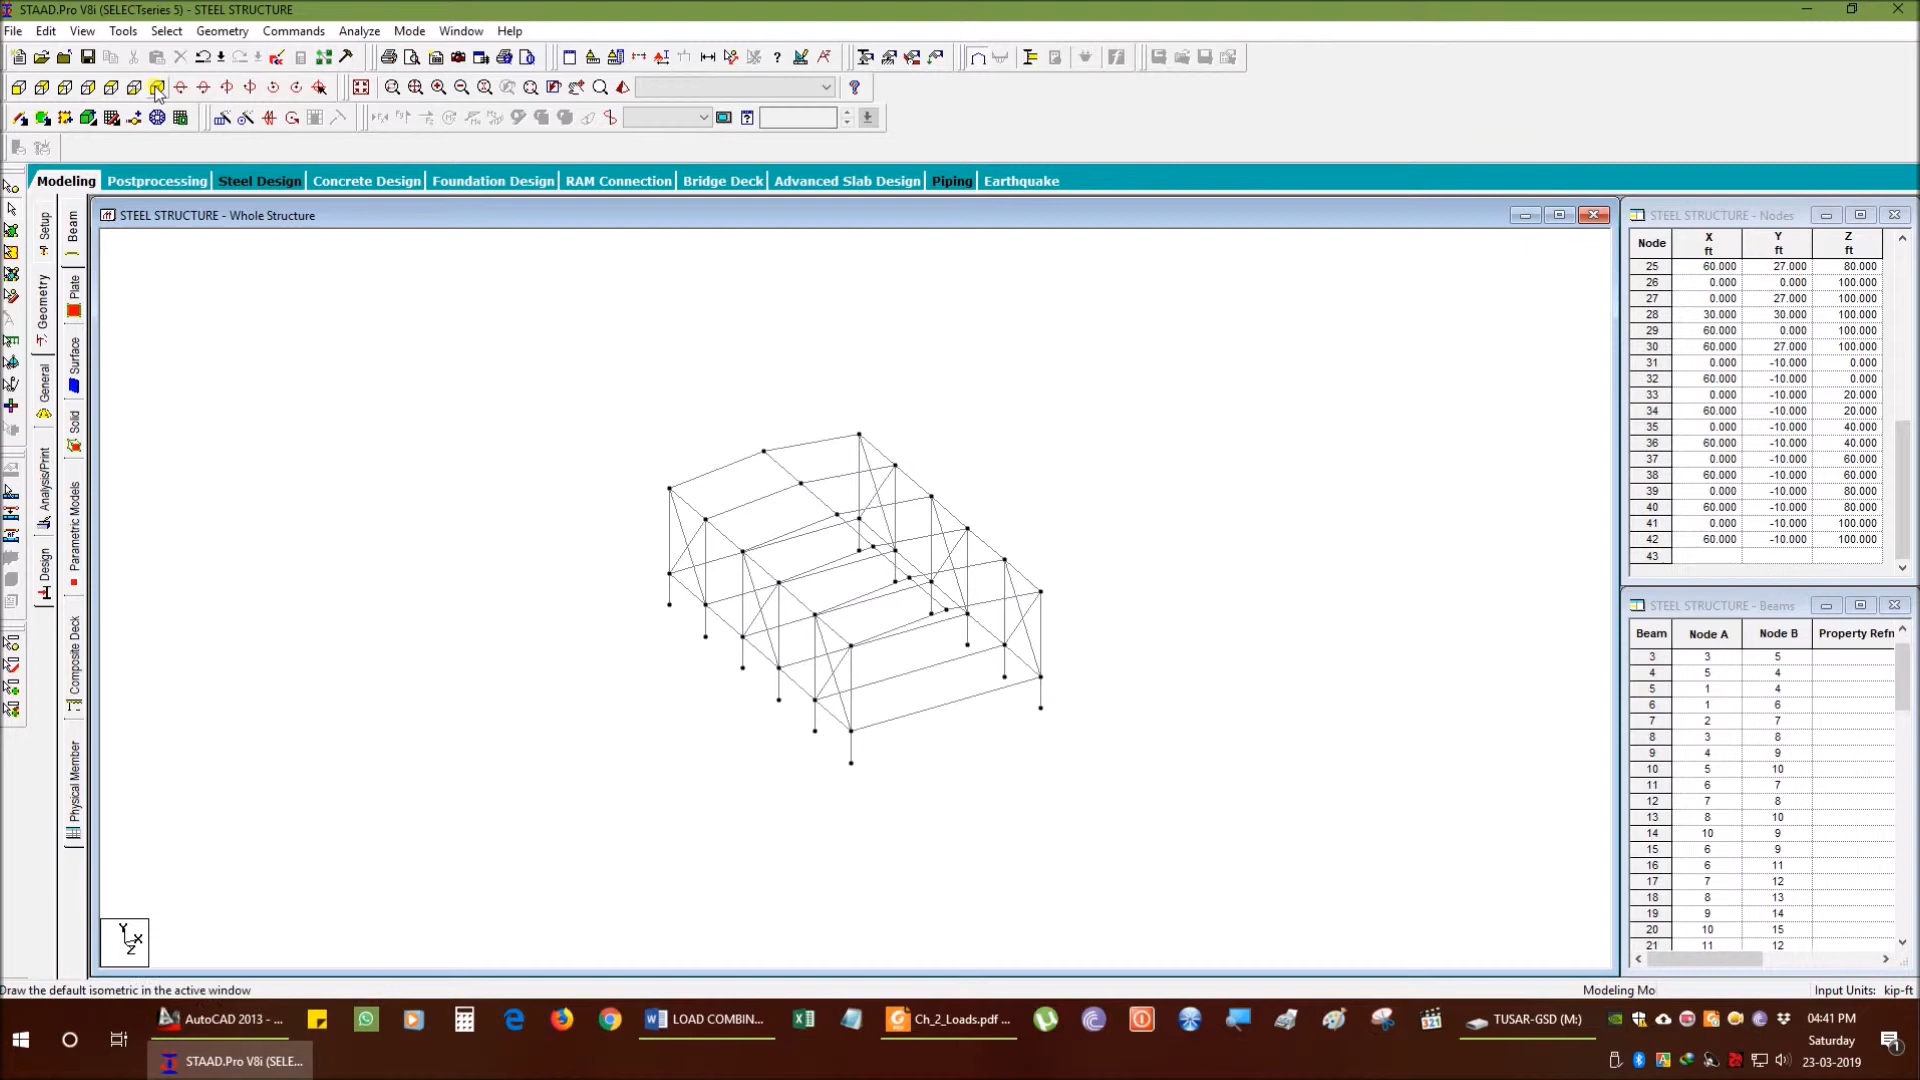 STAAD.Pro V8i (SELECTseries 5) - STEEL STRUCTURE
File Edit View Tools Select Geometry Commands Analyze Mode Window Help
Modeling Postprocessing Steel Design Concrete Design Foundation Design RAM Connection Bridge Deck Advanced Slab Design Piping Earthquake
Setup
Geometry
General
Analysis/Print
Design
Beam
Plate
Surface
Solid
Parametric Models
Composite Deck
Physical Member
STEEL STRUCTURE - Whole Structure
Y
X
Z
STEEL STRUCTURE - Nodes
Node X ft Y ft Z ft
25 60.000 27.000 80.000
26 0.000 0.000 100.000
27 0.000 27.000 100.000
28 30.000 30.000 100.000
29 60.000 0.000 100.000
30 60.000 27.000 100.000
31 0.000 -10.000 0.000
32 60.000 -10.000 0.000
33 0.000 -10.000 20.000
34 60.000 -10.000 20.000
35 0.000 -10.000 40.000
36 60.000 -10.000 40.000
37 0.000 -10.000 60.000
38 60.000 -10.000 60.000
39 0.000 -10.000 80.000
40 60.000 -10.000 80.000
41 0.000 -10.000 100.000
42 60.000 -10.000 100.000
43
STEEL STRUCTURE - Beams
Beam Node A Node B Property Refn
3 3 5
4 5 4
5 1 4
6 1 6
7 2 7
8 3 8
9 4 9
10 5 10
11 6 7
12 7 8
13 8 10
14 10 9
15 6 9
16 6 11
17 7 12
18 8 13
19 9 14
20 10 15
21 11 12
Draw the default isometric in the active window
Modeling Mo
Input Units: kip-ft
AutoCAD 2013 - ...
LOAD COMBIN...
Ch_2_Loads.pdf ...
TUSAR-GSD (M:)
04:41 PM
Saturday
23-03-2019
STAAD.Pro V8i (SELE...